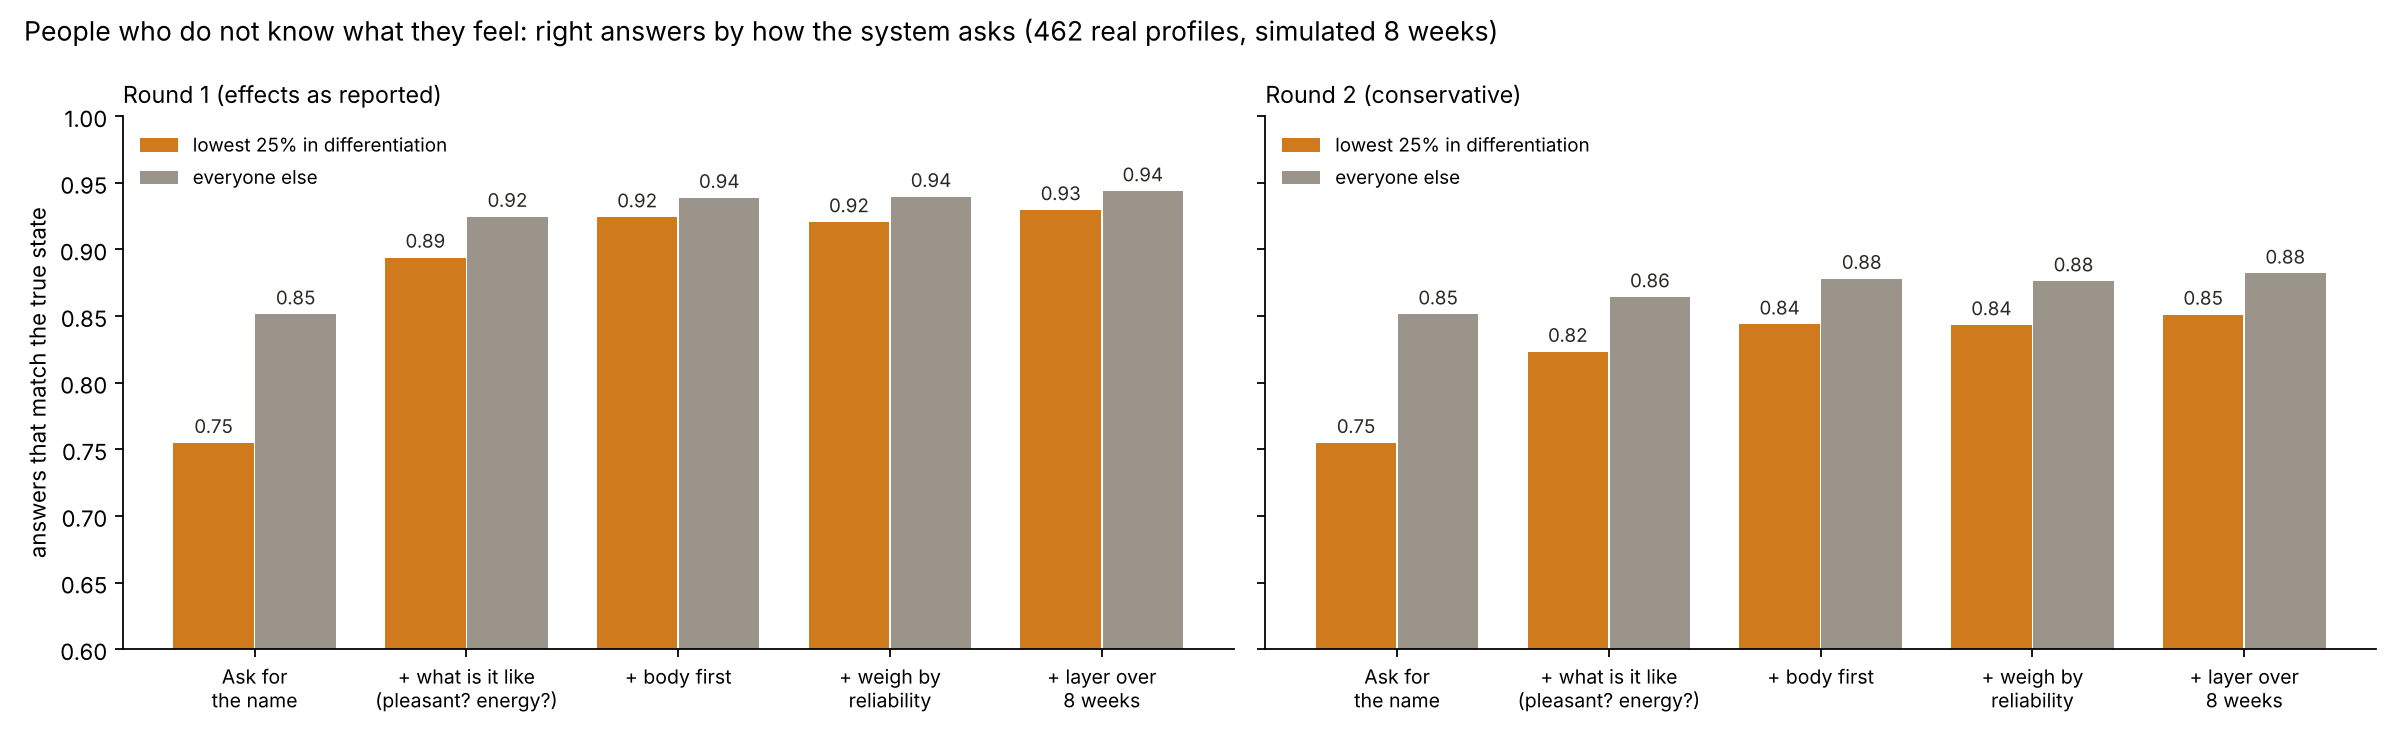 People who do not know what they feel: right answers by how the system asks (462 real profiles, simulated 8 weeks)
Round 1 (effects as reported)
answers that match the true state
1.00
0.95
0.90
0.85
0.80
0.75
0.70
0.65
0.60
lowest 25% in differentiation
everyone else
0.75
0.85
0.89
0.92
0.92
0.94
0.92
0.94
0.93
0.94
Ask for
the name
+ what is it like
(pleasant? energy?)
+ body first
+ weigh by
reliability
+ layer over
8 weeks
Round 2 (conservative)
lowest 25% in differentiation
everyone else
0.75
0.85
0.82
0.86
0.84
0.88
0.84
0.88
0.85
0.88
Ask for
the name
+ what is it like
(pleasant? energy?)
+ body first
+ weigh by
reliability
+ layer over
8 weeks